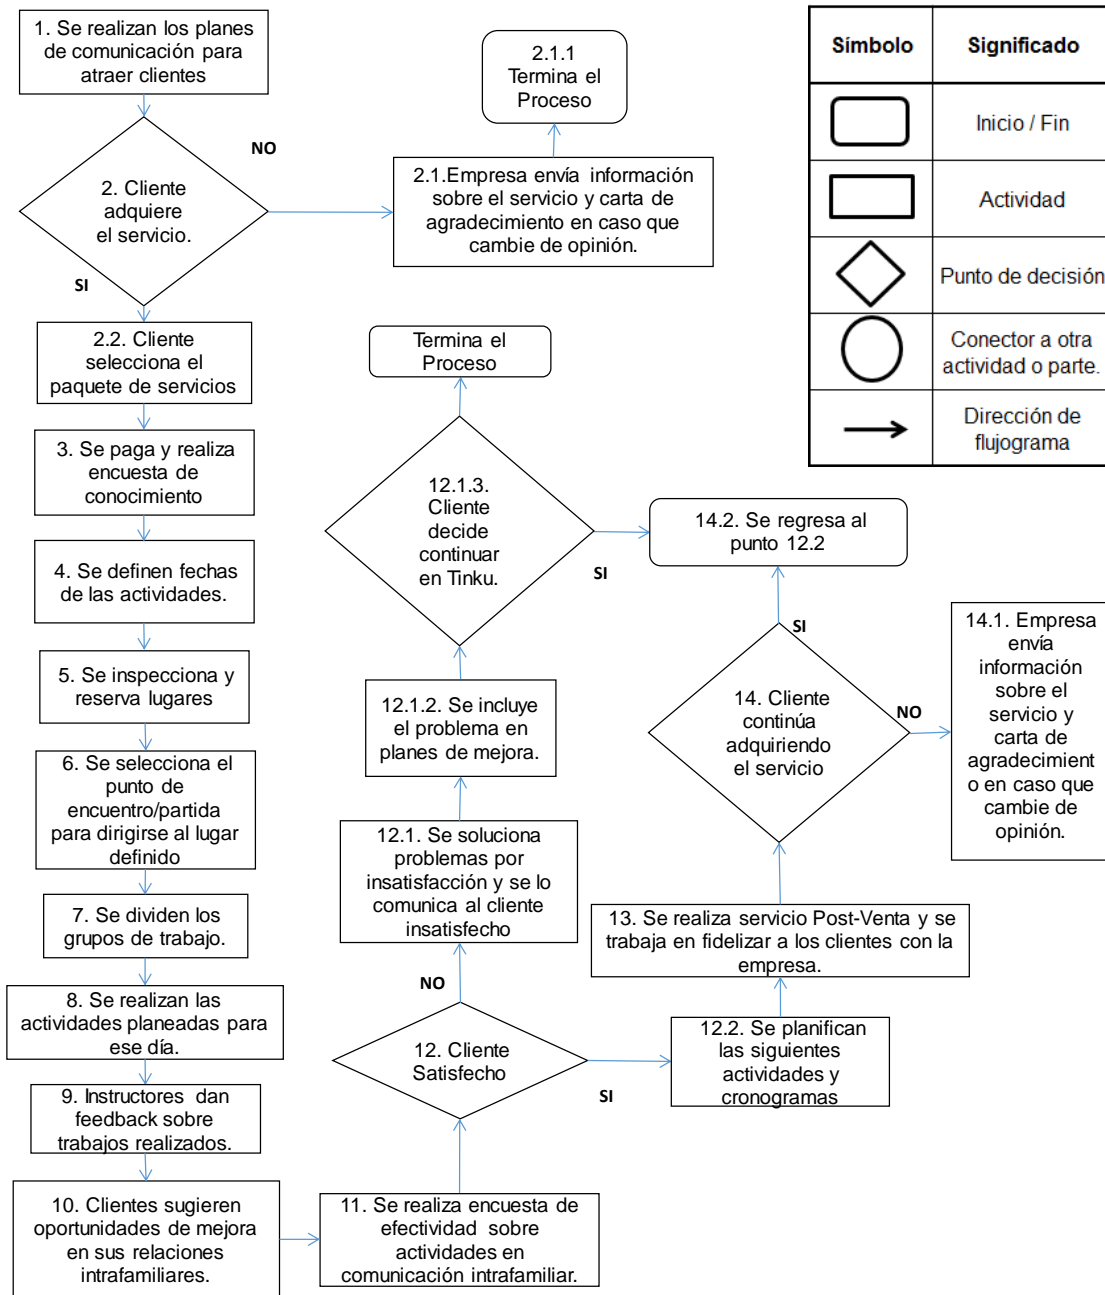 1. Se realizan los planes
de comunicación para
atraer clientes
2. Cliente
adquiere
el servicio.
NO
SI
2.1.Empresa envía información
sobre el servicio y carta de
agradecimiento en caso que
cambie de opinión.
2.1.1
Termina el
Proceso
2.2. Cliente
selecciona el
paquete de servicios
3. Se paga y realiza
encuesta de
conocimiento
4. Se definen fechas
de las actividades.
5. Se inspecciona y
reserva lugares
6. Se selecciona el
punto de
encuentro/partida
para dirigirse al lugar
definido
7. Se dividen los
grupos de trabajo.
8. Se realizan las
actividades planeadas para
ese día.
9. Instructores dan
feedback sobre
trabajos realizados.
10. Clientes sugieren
oportunidades de mejora
en sus relaciones
intrafamiliares.
11. Se realiza encuesta de
efectividad sobre
actividades en
comunicación intrafamiliar.
12. Cliente
Satisfecho
NO
SI
12.1. Se soluciona
problemas por
insatisfacción y se lo
comunica al cliente
insatisfecho
12.1.2. Se incluye
el problema en
planes de mejora.
12.1.3.
Cliente
decide
continuar
en Tinku.
SI
Termina el
Proceso
12.2. Se planifican
las siguientes
actividades y
cronogramas
13. Se realiza servicio Post-Venta y se
trabaja en fidelizar a los clientes con la
empresa.
14. Cliente
continúa
adquiriendo
el servicio
SI
NO
14.1. Empresa
envía
información
sobre el
servicio y
carta de
agradecimient
o en caso que
cambie de
opinión.
14.2. Se regresa al
punto 12.2
Símbolo
Significado
Inicio / Fin
Actividad
Punto de decisión
Conector a otra
actividad o parte.
Dirección de
flujograma